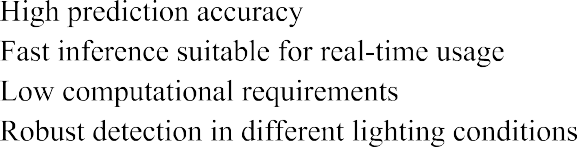 High prediction accuracy
Fast inference suitable for real-time usage
Low computational requirements
Robust detection in different lighting conditions